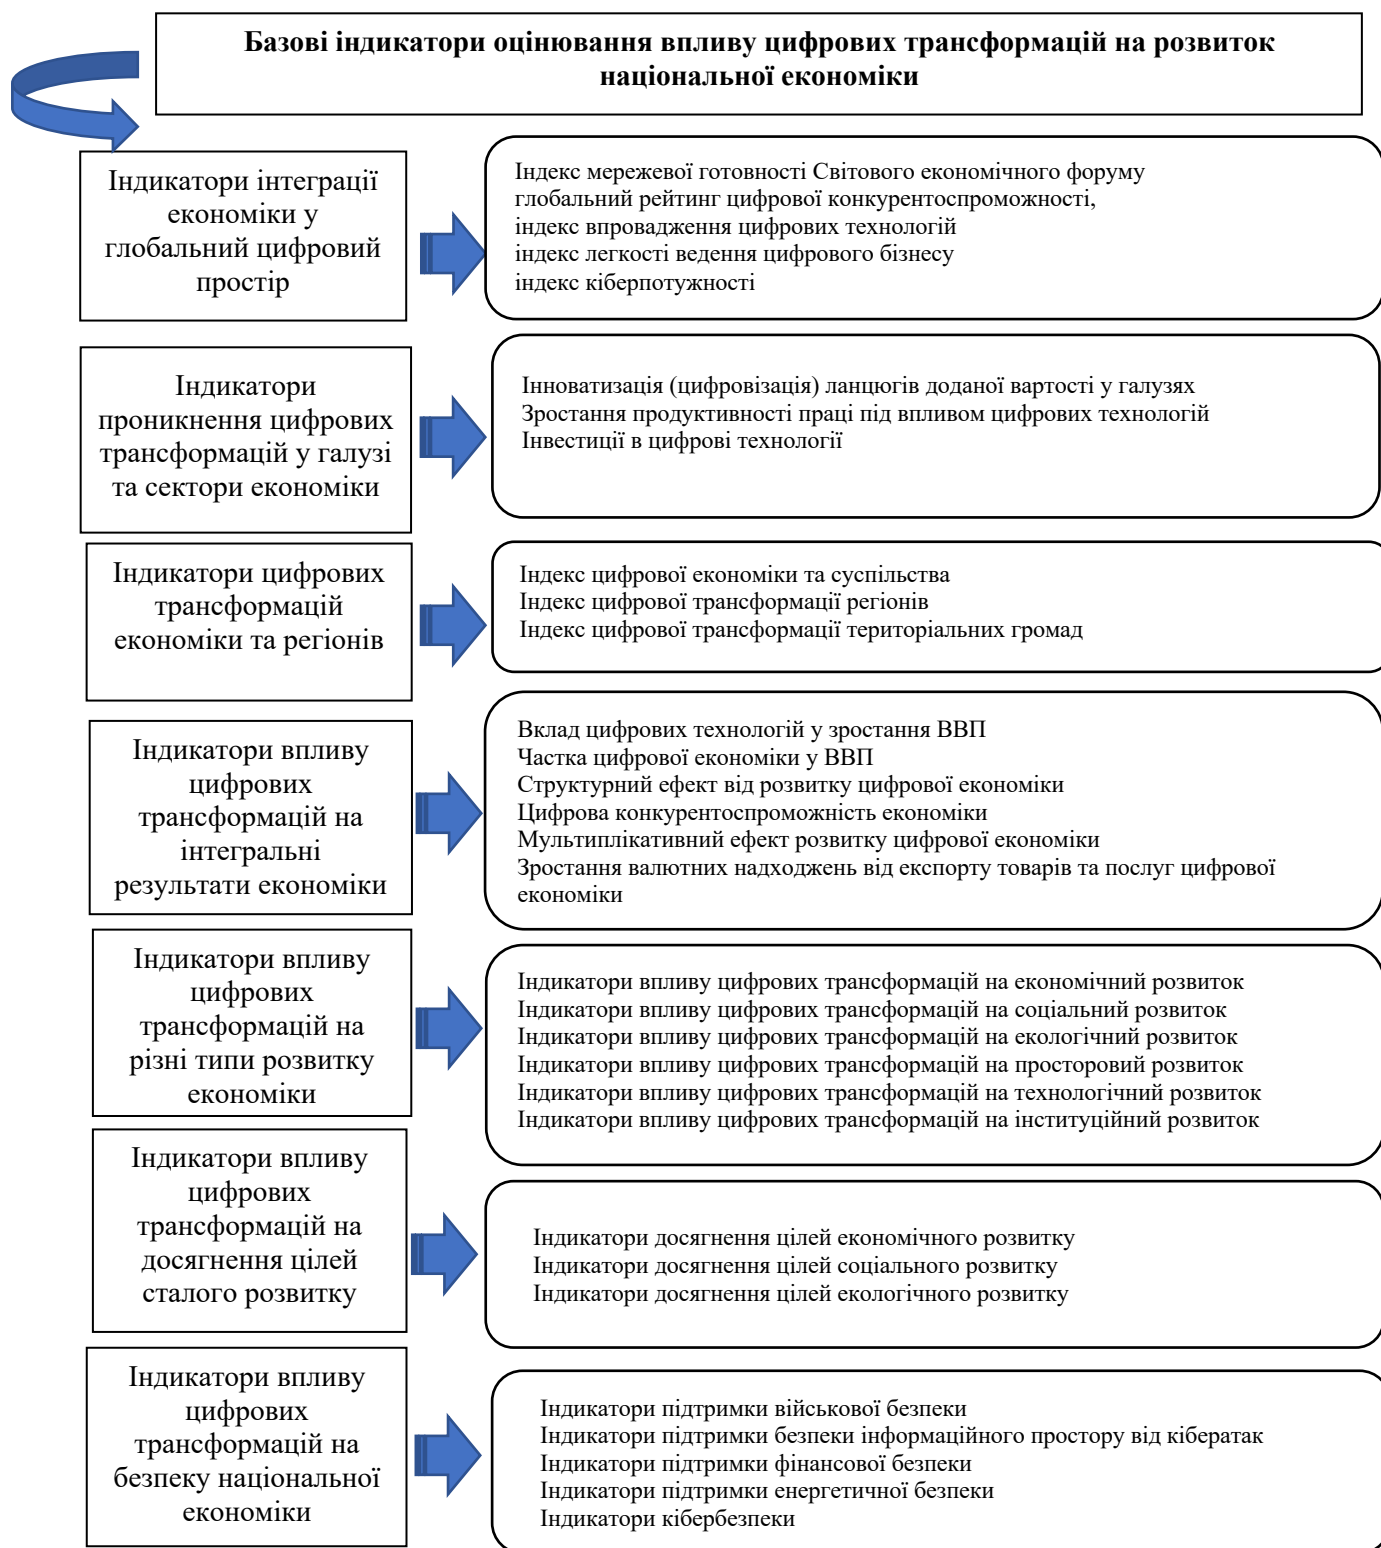 Базові індикатори оцінювання впливу цифрових трансформацій на розвиток
національної економіки
Індикатори інтеграції
економіки у
глобальний цифровий
простір
Індекс мережевої готовності Світового економічного форуму
глобальний рейтинг цифрової конкурентоспроможності,
індекс впровадження цифрових технологій
індекс легкості ведення цифрового бізнесу
індекс кіберпотужності
Індикатори
проникнення цифрових
трансформацій у галузі
та сектори економіки
Інноватизація (цифровізація) ланцюгів доданої вартості у галузях
Зростання продуктивності праці під впливом цифрових технологій
Інвестиції в цифрові технології
Індикатори цифрових
трансформацій
економіки та регіонів
Індекс цифрової економіки та суспільства
Індекс цифрової трансформації регіонів
Індекс цифрової трансформації територіальних громад
Індикатори впливу
цифрових
трансформацій на
інтегральні
результати економіки
Вклад цифрових технологій у зростання ВВП
Частка цифрової економіки у ВВП
Структурний ефект від розвитку цифрової економіки
Цифрова конкурентоспроможність економіки
Мультиплікативний ефект розвитку цифрової економіки
Зростання валютних надходжень від експорту товарів та послуг цифрової
економіки
Індикатори впливу
цифрових
трансформацій на
різні типи розвитку
економіки
Індикатори впливу цифрових трансформацій на економічний розвиток
Індикатори впливу цифрових трансформацій на соціальний розвиток
Індикатори впливу цифрових трансформацій на екологічний розвиток
Індикатори впливу цифрових трансформацій на просторовий розвиток
Індикатори впливу цифрових трансформацій на технологічний розвиток
Індикатори впливу цифрових трансформацій на інституційний розвиток
Індикатори впливу
цифрових
трансформацій на
досягнення цілей
сталого розвитку
Індикатори досягнення цілей економічного розвитку
Індикатори досягнення цілей соціального розвитку
Індикатори досягнення цілей екологічного розвитку
Індикатори впливу
цифрових
трансформацій на
безпеку національної
економіки
Індикатори підтримки військової безпеки
Індикатори підтримки безпеки інформаційного простору від кібератак
Індикатори підтримки фінансової безпеки
Індикатори підтримки енергетичної безпеки
Індикатори кібербезпеки